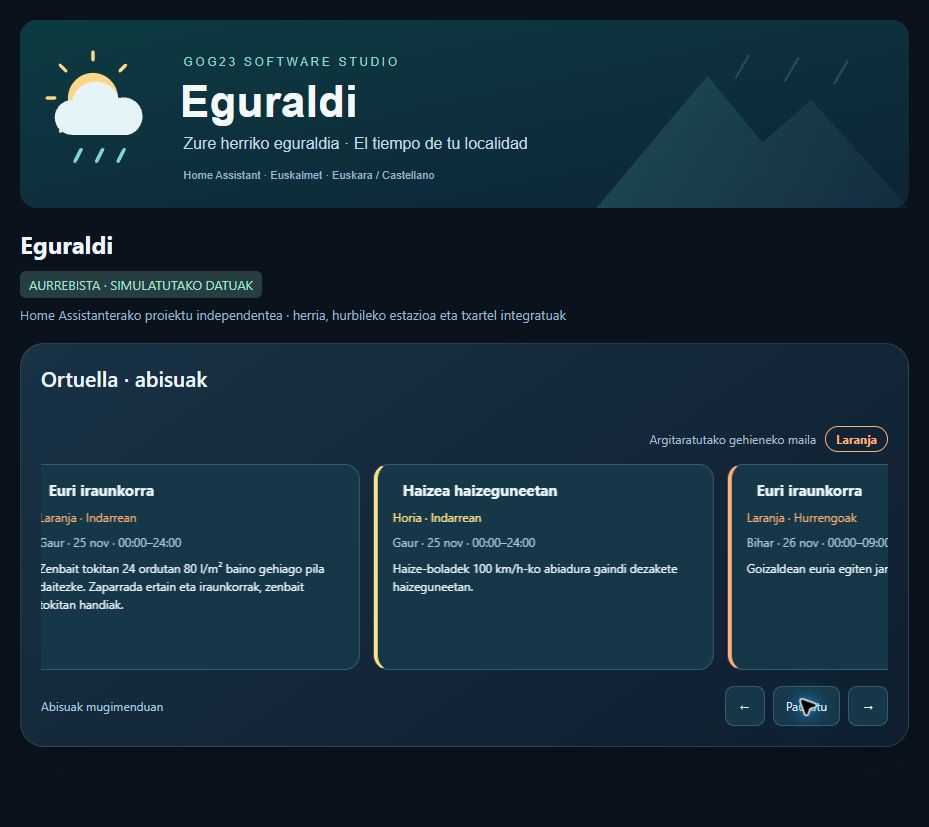 GOG23 SOFTWARE STUDIO
Eguraldi
Zure herriko eguraldia · El tiempo de tu localidad
Home Assistant · Euskalmet · Euskara / Castellano
Eguraldi
AURREBISTA · SIMULATUTAKO DATUAK
Home Assistanterako proiektu independentea · herria, hurbileko estazioa eta txartel integratuak
Ortuella · abisuak
Argitaratutako gehieneko maila Laranja
Euri iraunkorra
Laranja · Indarrean
Gaur · 25 nov · 00:00–24:00
Zenbait tokitan 24 ordutan 80 l/m² baino gehiago pila
daitezke. Zaparrada ertain eta iraunkorrak, zenbait
tokitan handiak.
Haizea haizeguneetan
Horia · Indarrean
Gaur · 25 nov · 00:00–24:00
Haize-boladek 100 km/h-ko abiadura gaindi dezakete
haizeguneetan.
Euri iraunkorra
Laranja · Hurrengoak
Bihar · 26 nov · 00:00–09:00
Goizaldean euria egiten
Abisuak mugimenduan
← →